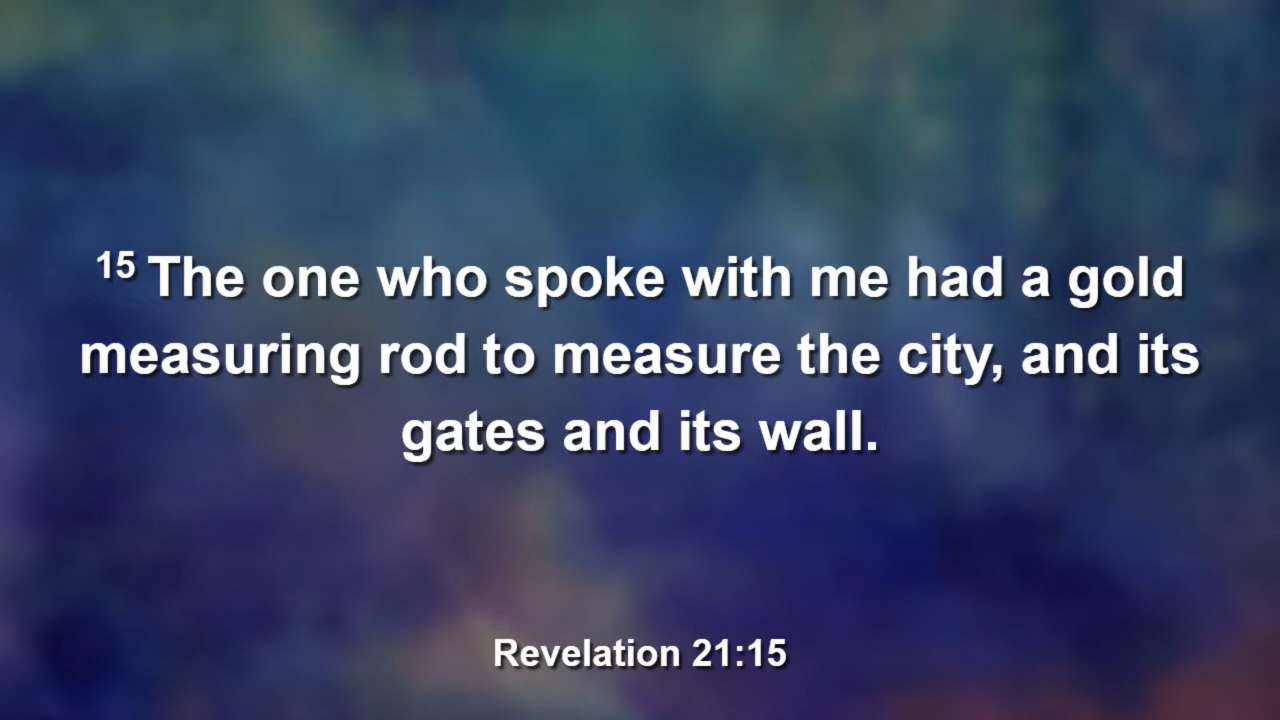 15 The one who spoke with me had a gold
measuring rod to measure the city, and its
gates and its wall.
Revelation 21:15